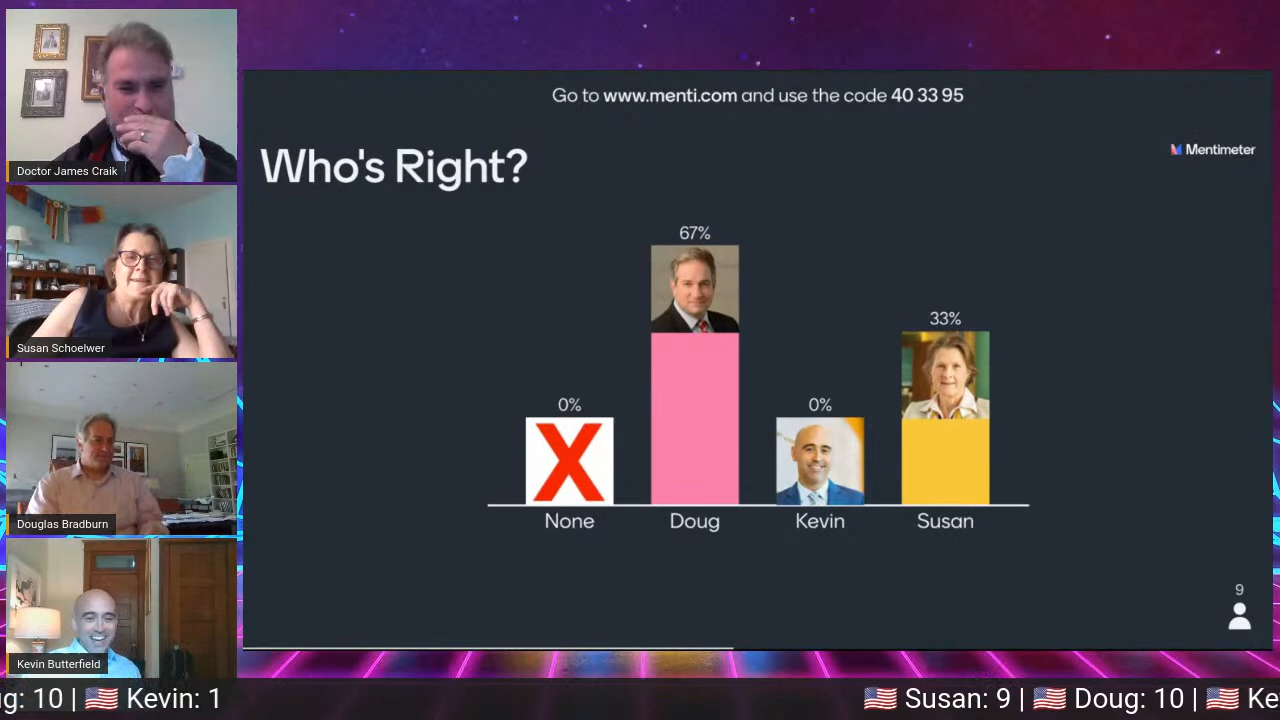 Doctor James Craik
Susan Schoelwer
Douglas Bradburn
Kevin Butterfield
Go to www.menti.com and use the code 40 33 95
Who's Right?
Mentimeter
67%
33%
0%
0%
X
None
Doug
Kevin
Susan
9
g: 10 | 🇺🇸 Kevin: 1
🇺🇸 Susan: 9 | 🇺🇸 Doug: 10 | 🇺🇸 Ke